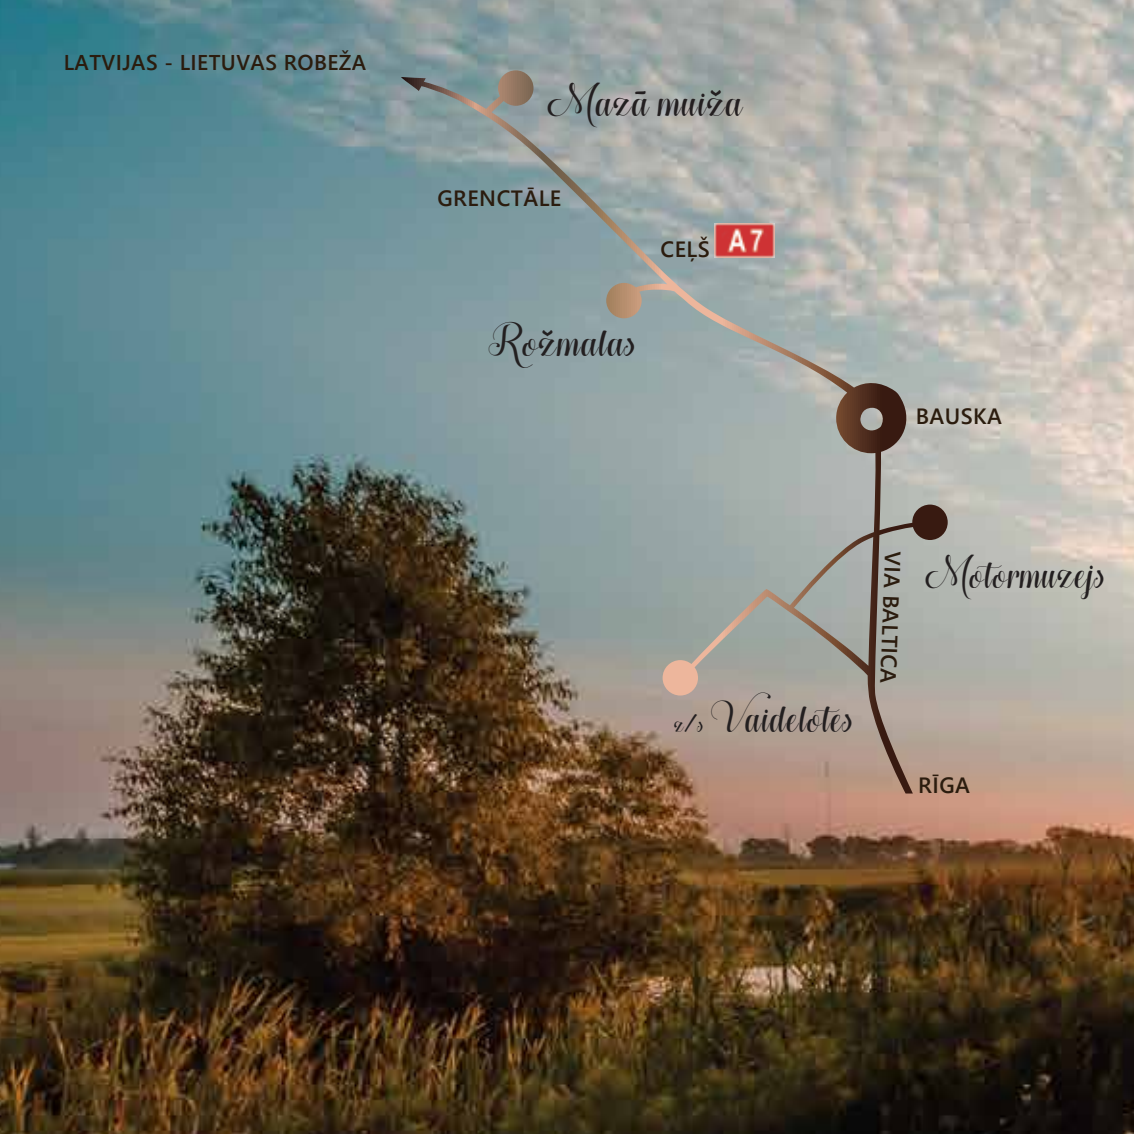 LATVIJAS - LIETUVAS ROBEŽA
Mazā muiža
GRENCTĀLE
CEĻŠ A7
Rožmalas
BAUSKA
Motormuzejs
VIA BALTICA
z/s Vaidelotes
RĪGA